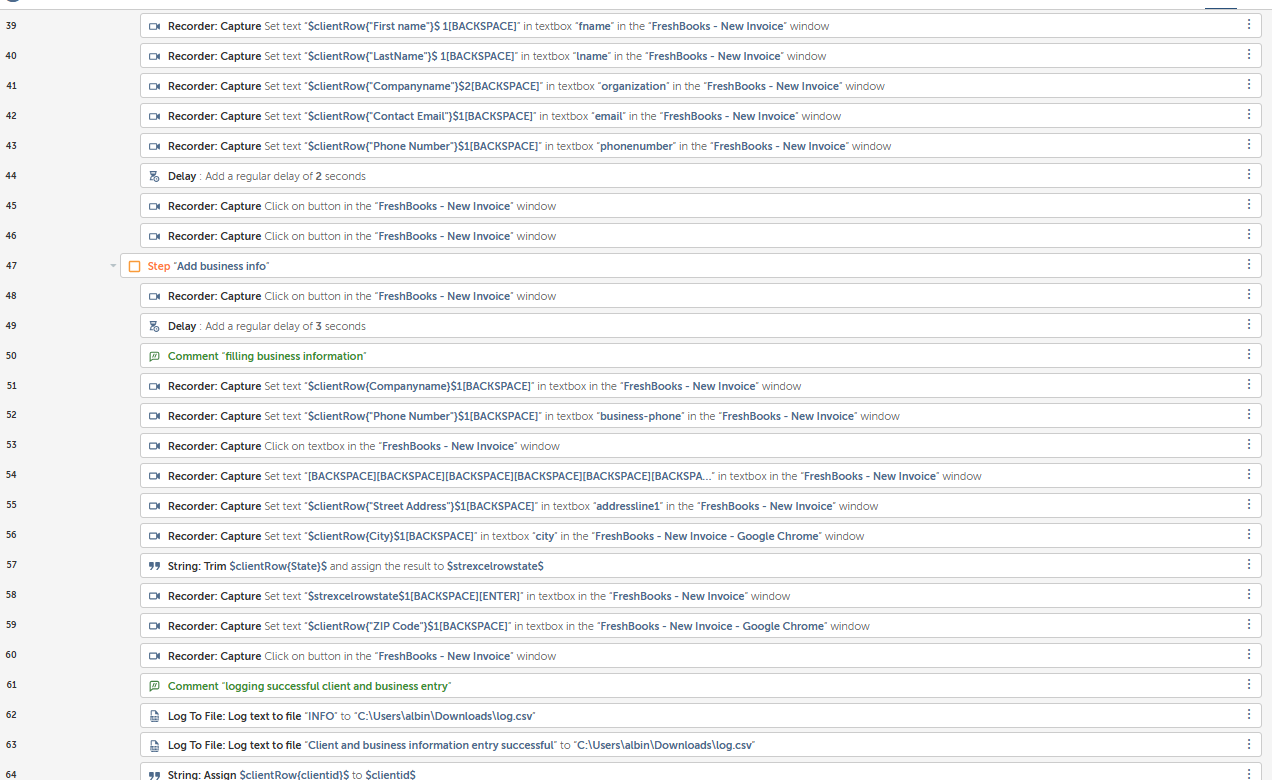 39 Recorder: Capture Set text "$clientRow{"First name"}$ 1[BACKSPACE]" in textbox "fname" in the "FreshBooks - New Invoice" window
40 Recorder: Capture Set text "$clientRow{"LastName"}$ 1[BACKSPACE]" in textbox "lname" in the "FreshBooks - New Invoice" window
41 Recorder: Capture Set text "$clientRow{"Companyname"}$2[BACKSPACE]" in textbox "organization" in the "FreshBooks - New Invoice" window
42 Recorder: Capture Set text "$clientRow{"Contact Email"}$1[BACKSPACE]" in textbox "email" in the "FreshBooks - New Invoice" window
43 Recorder: Capture Set text "$clientRow{"Phone Number"}$1[BACKSPACE]" in textbox "phonenumber" in the "FreshBooks - New Invoice" window
44 Delay : Add a regular delay of 2 seconds
45 Recorder: Capture Click on button in the "FreshBooks - New Invoice" window
46 Recorder: Capture Click on button in the "FreshBooks - New Invoice" window
47 Step "Add business info"
48 Recorder: Capture Click on button in the "FreshBooks - New Invoice" window
49 Delay : Add a regular delay of 3 seconds
50 Comment "filling business information"
51 Recorder: Capture Set text "$clientRow{Companyname}$1[BACKSPACE]" in textbox in the "FreshBooks - New Invoice" window
52 Recorder: Capture Set text "$clientRow{"Phone Number"}$1[BACKSPACE]" in textbox "business-phone" in the "FreshBooks - New Invoice" window
53 Recorder: Capture Click on textbox in the "FreshBooks - New Invoice" window
54 Recorder: Capture Set text "[BACKSPACE][BACKSPACE][BACKSPACE][BACKSPACE][BACKSPACE][BACKSPA..." in textbox in the "FreshBooks - New Invoice" window
55 Recorder: Capture Set text "$clientRow{"Street Address"}$1[BACKSPACE]" in textbox "addressline1" in the "FreshBooks - New Invoice" window
56 Recorder: Capture Set text "$clientRow{City}$1[BACKSPACE]" in textbox "city" in the "FreshBooks - New Invoice - Google Chrome" window
57 String: Trim $clientRow{State}$ and assign the result to $strexcelrowstate$
58 Recorder: Capture Set text "$strexcelrowstate$1[BACKSPACE][ENTER]" in textbox in the "FreshBooks - New Invoice" window
59 Recorder: Capture Set text "$clientRow{"ZIP Code"}$1[BACKSPACE]" in textbox in the "FreshBooks - New Invoice - Google Chrome" window
60 Recorder: Capture Click on button in the "FreshBooks - New Invoice" window
61 Comment "logging successful client and business entry"
62 Log To File: Log text to file "INFO" to "C:\Users\albin\Downloads\log.csv"
63 Log To File: Log text to file "Client and business information entry successful" to "C:\Users\albin\Downloads\log.csv"
64 String: Assign $clientRow{clientid}$ to $clientid$